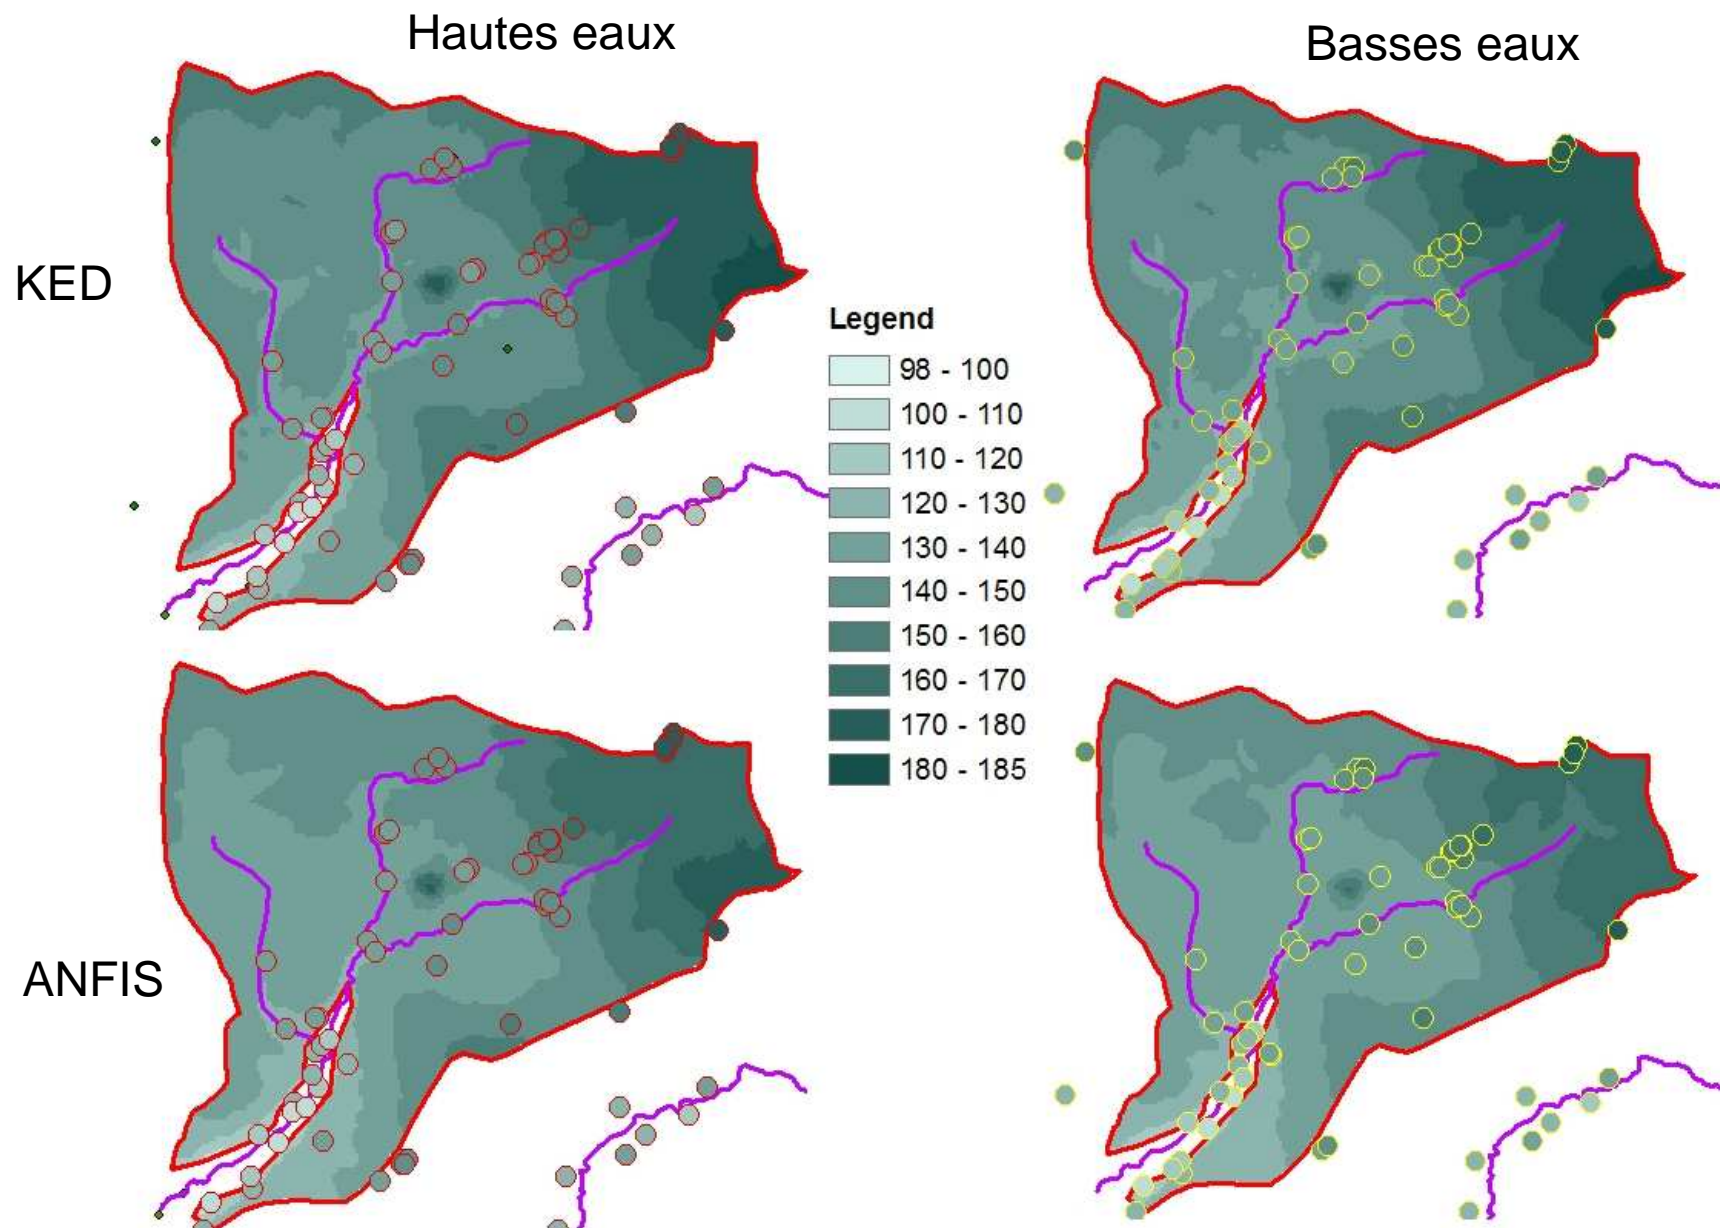 Hautes eaux
Basses eaux
KED
Legend
98 - 100
100 - 110
110 - 120
120 - 130
130 - 140
140 - 150
150 - 160
160 - 170
170 - 180
180 - 185
ANFIS